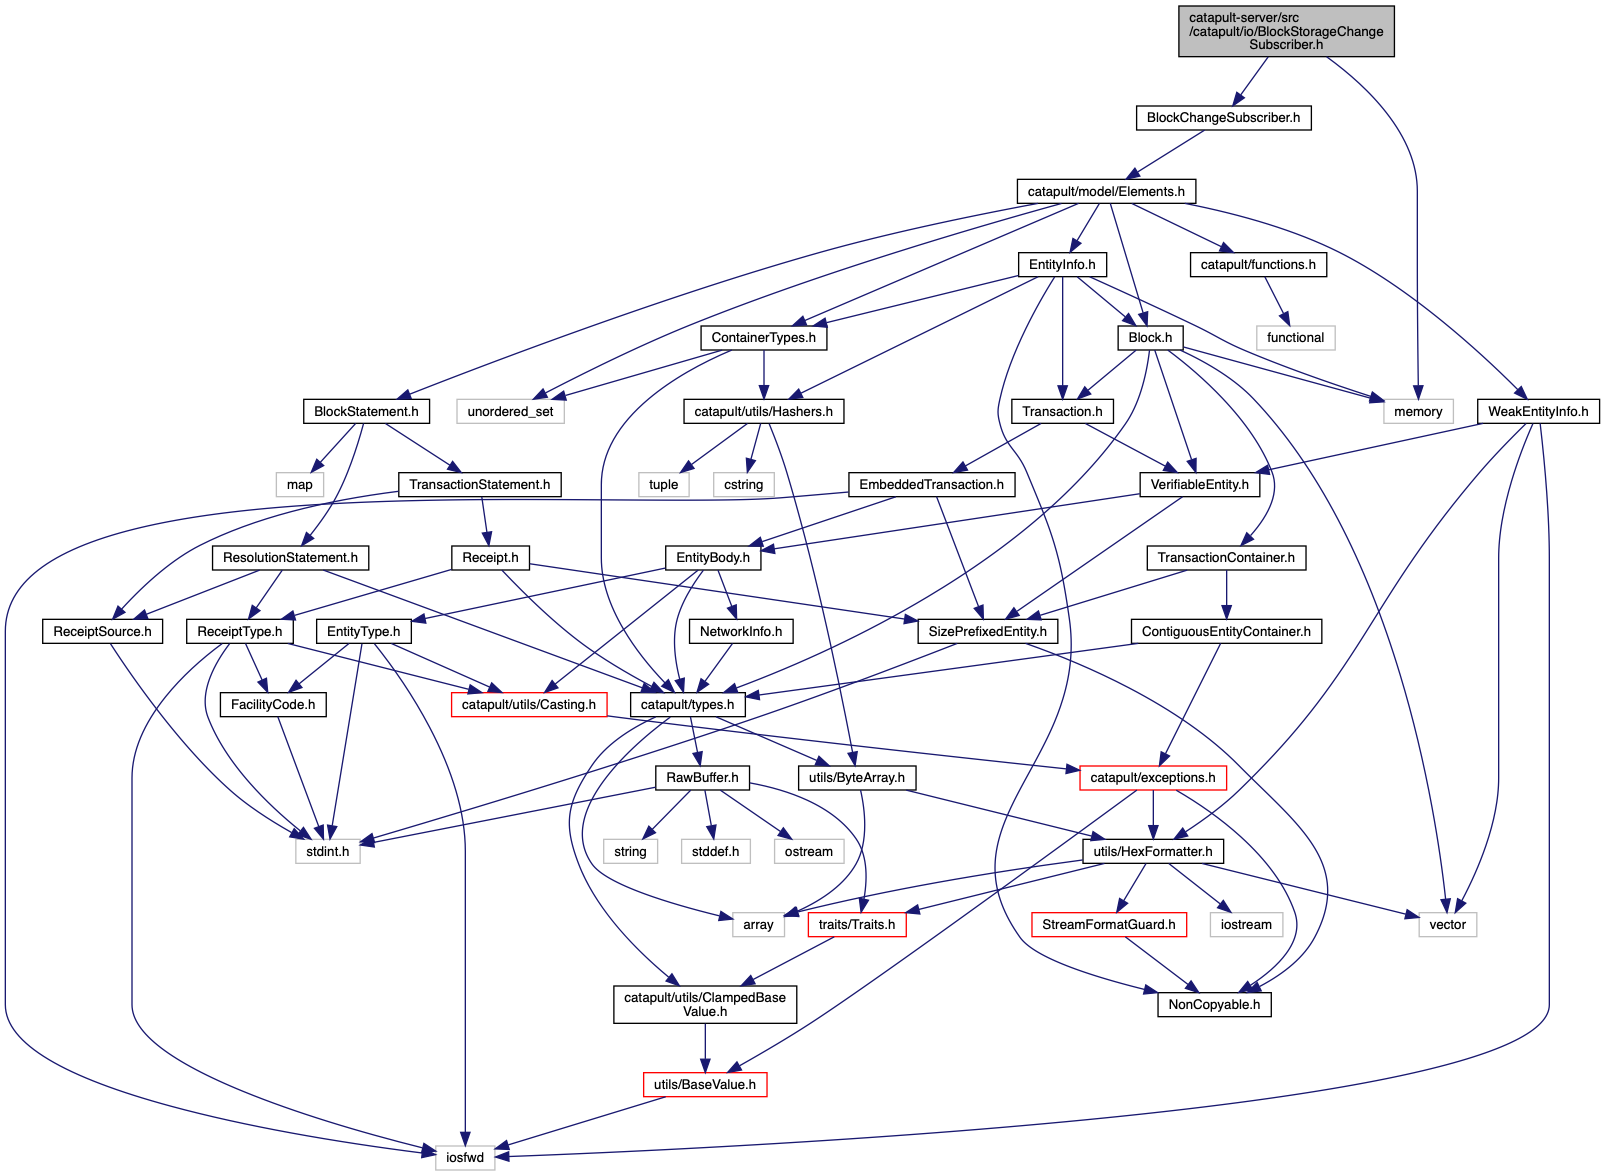 catapult-server/src
/catapult/io/BlockStorageChange
Subscriber.h
BlockChangeSubscriber.h
catapult/model/Elements.h
EntityInfo.h
catapult/functions.h
ContainerTypes.h
Block.h
functional
BlockStatement.h
unordered_set
catapult/utils/Hashers.h
Transaction.h
memory
WeakEntityInfo.h
map
TransactionStatement.h
tuple
cstring
EmbeddedTransaction.h
VerifiableEntity.h
ResolutionStatement.h
Receipt.h
EntityBody.h
TransactionContainer.h
ReceiptSource.h
ReceiptType.h
EntityType.h
NetworkInfo.h
SizePrefixedEntity.h
ContiguousEntityContainer.h
FacilityCode.h
catapult/utils/Casting.h
catapult/types.h
RawBuffer.h
utils/ByteArray.h
catapult/exceptions.h
stdint.h
string
stddef.h
ostream
utils/HexFormatter.h
array
traits/Traits.h
StreamFormatGuard.h
iostream
vector
catapult/utils/ClampedBase
Value.h
NonCopyable.h
utils/BaseValue.h
iosfwd